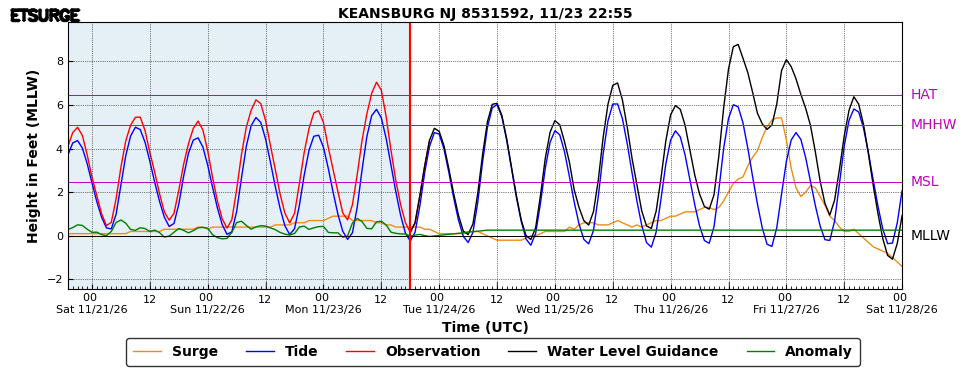 ETSURGE
KEANSBURG NJ 8531592, 11/23 22:55
Height in Feet (MLLW)
8
6
4
2
0
−2
HAT
MHHW
MSL
MLLW
00 12 00 12 00 12 00 12 00 12 00 12 00 12 00
Sat 11/21/26 Sun 11/22/26 Mon 11/23/26 Tue 11/24/26 Wed 11/25/26 Thu 11/26/26 Fri 11/27/26 Sat 11/28/26
Time (UTC)
Surge Tide Observation Water Level Guidance Anomaly